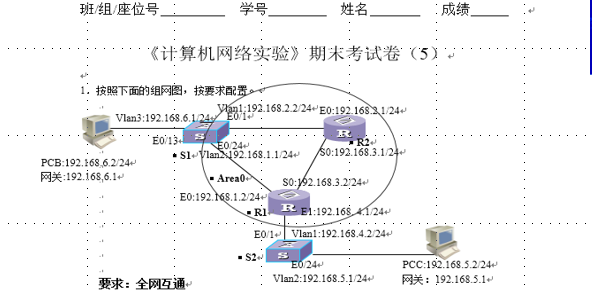 班/组/座位号________ 学号________ 姓名________ 成绩______
《计算机网络实验》期末考试卷（5）
1．按照下面的组网图，按要求配置。
Vlan1:192.168.2.2/24
E0:192.168.2.1/24
Vlan3:192.168.6.1/24
E0/1
S
R
E0/13
E0/24
R2
S1
Vlan2:192.168.1.1/24
S0:192.168.3.1/24
PCB:192.168.6.2/24
网关:192.168,6.1
Area0
S0:192.168.3.2/24
E0:192.168.1.2/24
R
R1
E1:192.168. 4.1/24
E0/1
Vlan1:192.168.4.2/24
S2
S
E0/24
PCC:192.168.5.2/24
Vlan2:192.168.5.1/24
网关：192.168.5.1
要求：全网互通